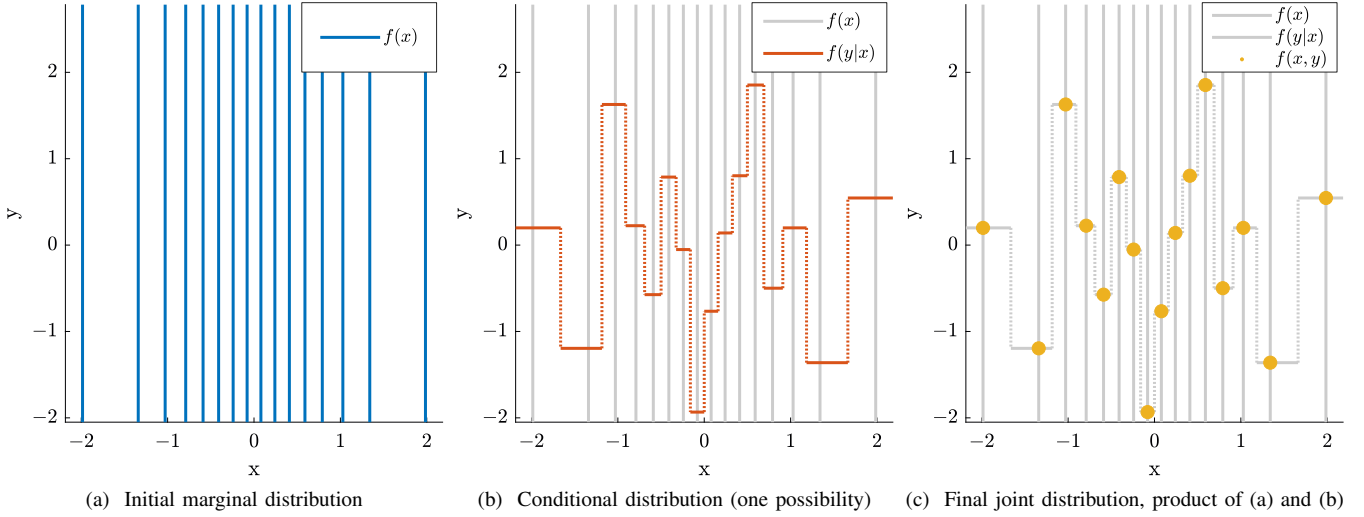 f(x)
2
1
0
−1
−2
y
−2
−1
0
1
2
x
(a) Initial marginal distribution
f(x)
f(y|x)
2
1
0
−1
−2
y
−2
−1
0
1
2
x
(b) Conditional distribution (one possibility)
f(x)
f(y|x)
f(x, y)
2
1
0
−1
−2
y
−2
−1
0
1
2
x
(c) Final joint distribution, product of (a) and (b)